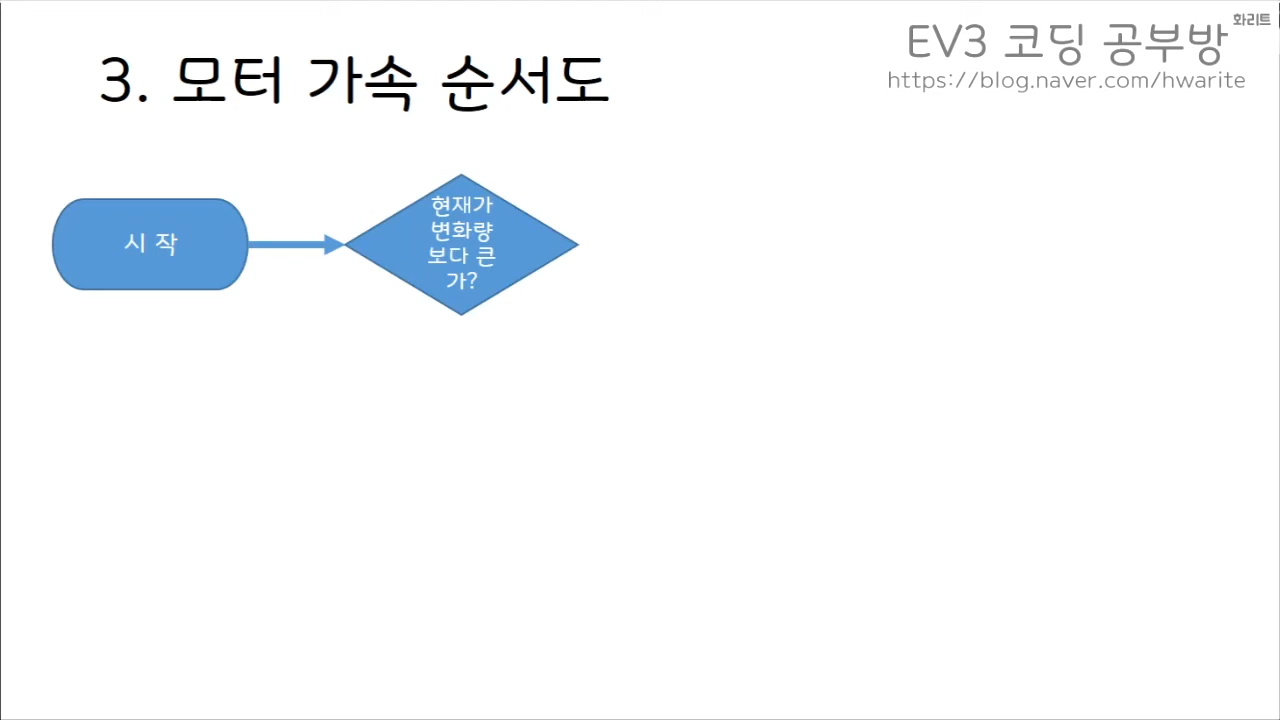 화리트
EV3 코딩 공부방
https://blog.naver.com/hwarite
3. 모터 가속 순서도
시 작
현재가
변화량
보다 큰
가?